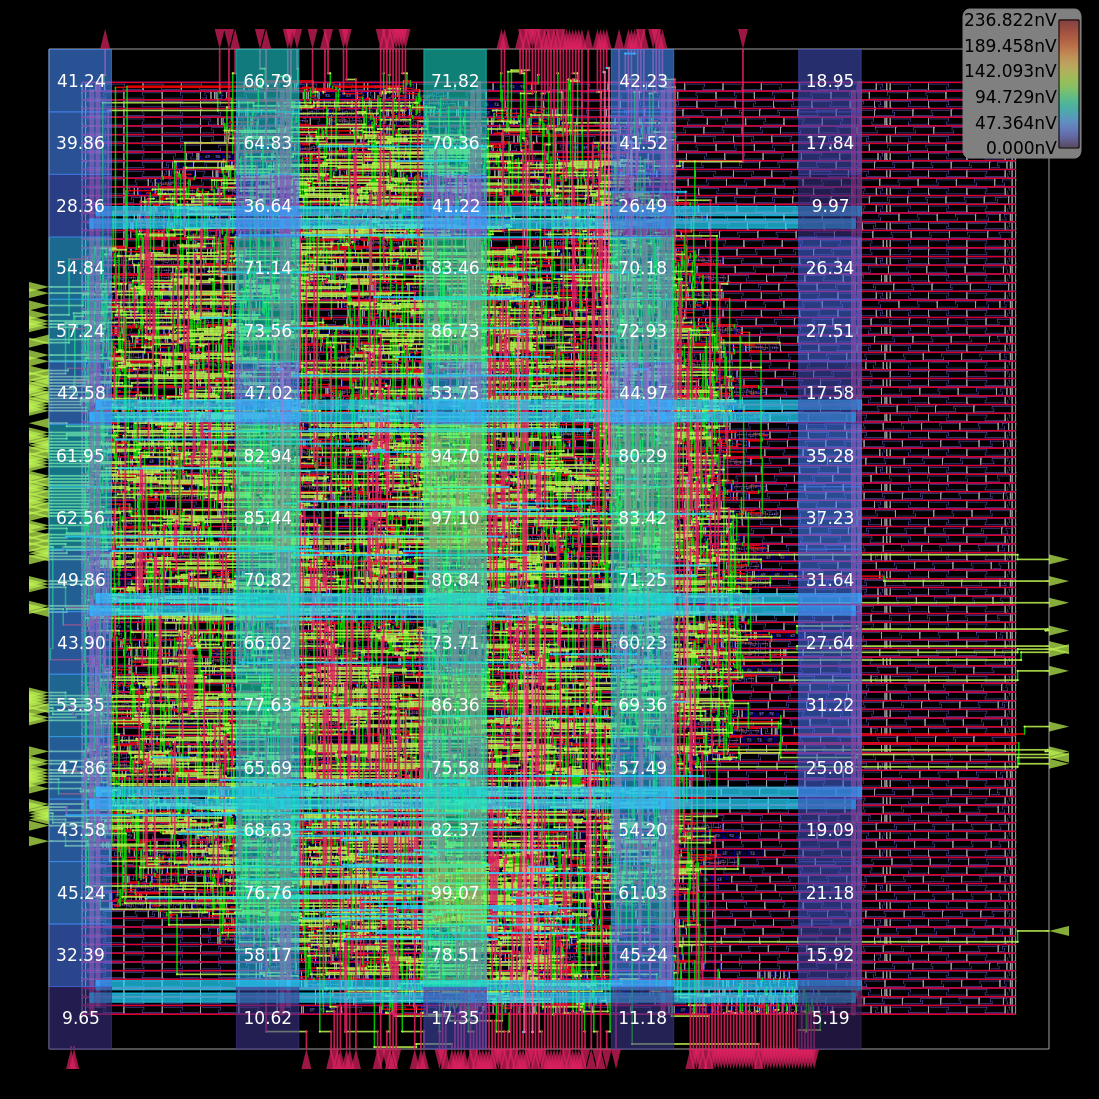 236.822nV
189.458nV
142.093nV
94.729nV
47.364nV
0.000nV
41.24 66.79 71.82 42.23 18.95
39.86 64.83 70.36 41.52 17.84
28.36 36.64 41.22 26.49 9.97
54.84 71.14 83.46 70.18 26.34
57.24 73.56 86.73 72.93 27.51
42.58 47.02 53.75 44.97 17.58
61.95 82.94 94.70 80.29 35.28
62.56 85.44 97.10 83.42 37.23
49.86 70.82 80.84 71.25 31.64
43.90 66.02 73.71 60.23 27.64
53.35 77.63 86.36 69.36 31.22
47.86 65.69 75.58 57.49 25.08
43.58 68.63 82.37 54.20 19.09
45.24 76.76 99.07 61.03 21.18
32.39 58.17 78.51 45.24 15.92
9.65 10.62 17.35 11.18 5.19